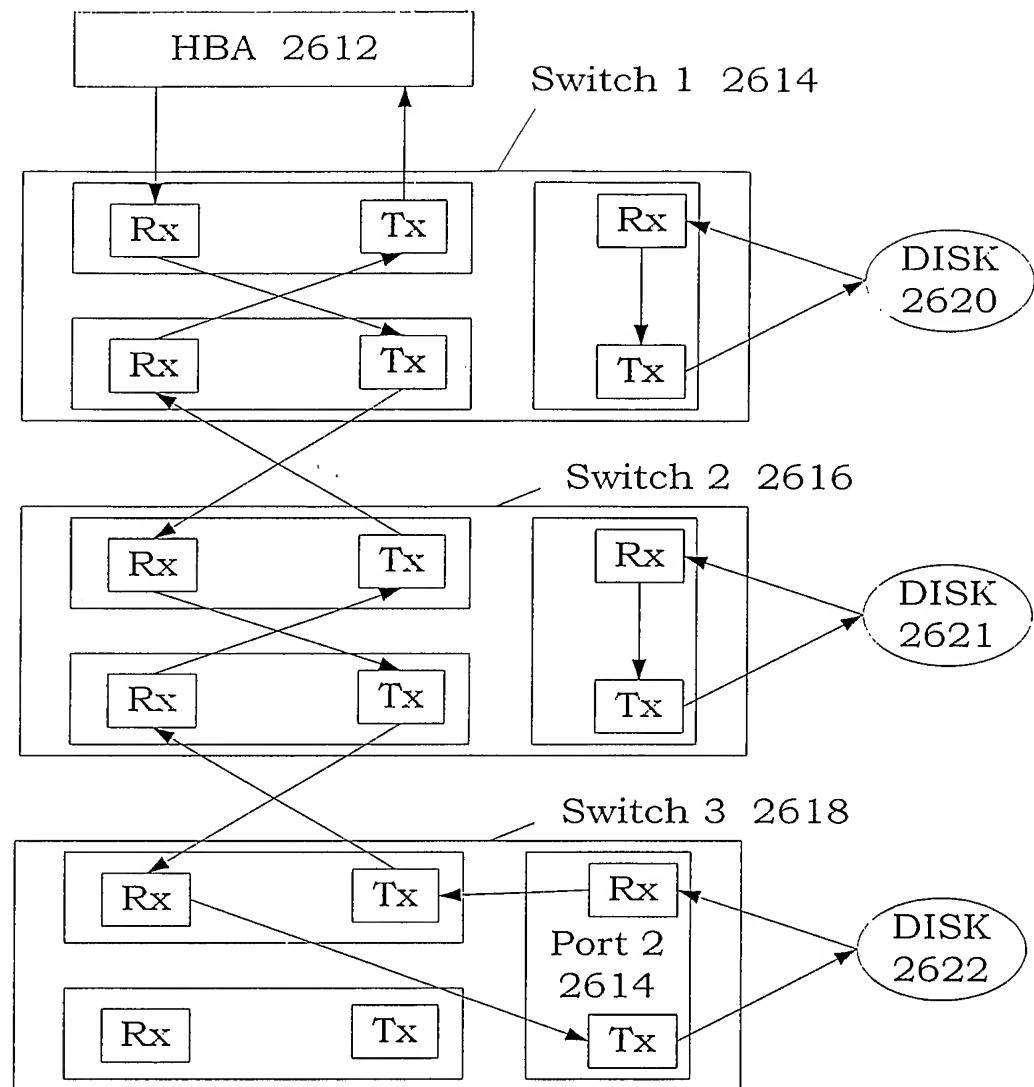 HBA 2612
Switch 1 2614
Rx
Tx
Rx
DISK
2620
Rx
Tx
Tx
Switch 2 2616
Rx
Tx
Rx
DISK
2621
Rx
Tx
Tx
Switch 3 2618
Rx
Tx
Rx
DISK
2622
Port 2
2614
Rx
Tx
Tx